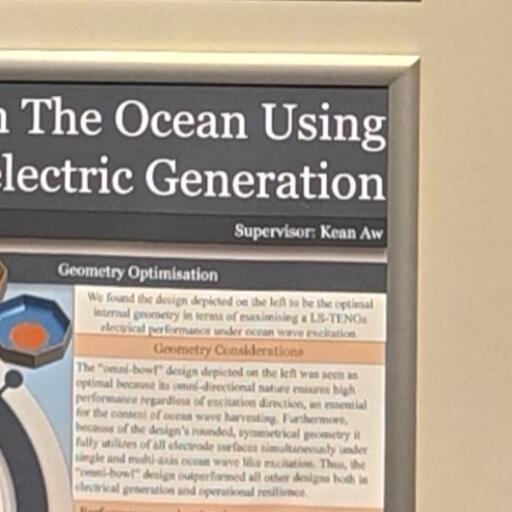 The Ocean Using
electric Generation
Supervisor: Kean Aw
Geometry Optimisation
We found the design depicted on the left to be the optimal
internal geometry in terms of maximising a LS-TENGs
electrical performance under ocean wave excitation
Geometry Considerations
The "omni-bowl" design depicted on the left was seen as
optimal because its omni-directional nature ensures high
performance regardless of excitation direction, an essential
for the context of ocean wave harvesting. Furthermore,
because of the design's rounded, symmetrical geometry it
fully utilizes of all electrode surfaces simultaneously under
single and multi-axis ocean wave like excitation. Thus, the
"omni-bowl" design outperformed all other designs both in
electrical generation and operational resilience.